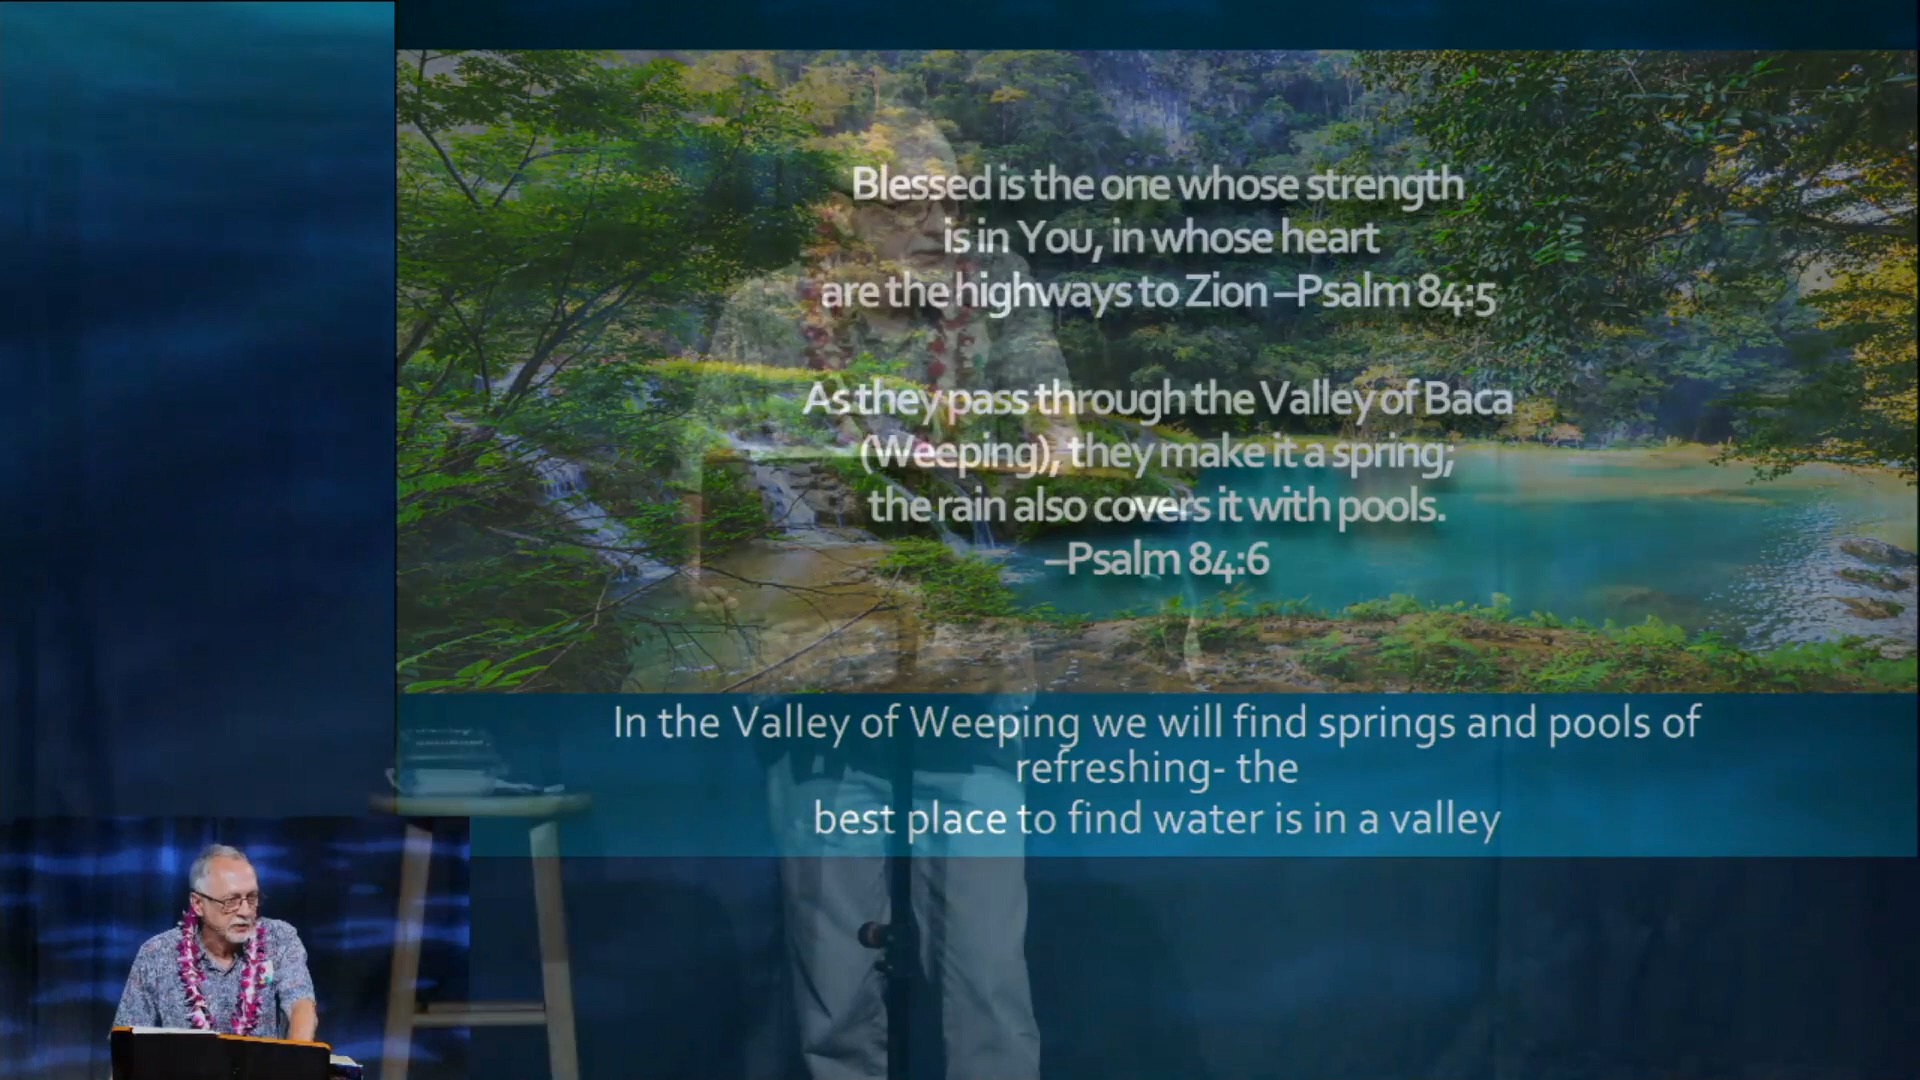 Blessed is the one whose strength
is in You, in whose heart
are the highways to Zion –Psalm 84:5
As they pass through the Valley of Baca
(Weeping), they make it a spring;
the rain also covers it with pools.
–Psalm 84:6
In the Valley of Weeping we will find springs and pools of
refreshing- the
best place to find water is in a valley